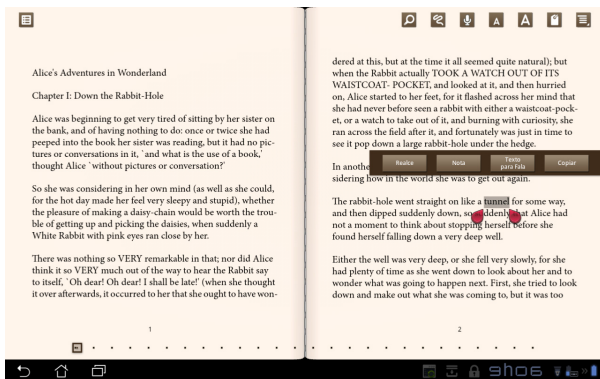 Alice's Adventures in Wonderland
Chapter I: Down the Rabbit-Hole
Alice was beginning to get very tired of sitting by her sister on
the bank, and of having nothing to do: once or twice she had
peeped into the book her sister was reading, but it had no pic-
tures or conversations in it, `and what is the use of a book,'
thought Alice `without pictures or conversation?'
So she was considering in her own mind (as well as she could,
for the hot day made her feel very sleepy and stupid), whether
the pleasure of making a daisy-chain would be worth the trou-
ble of getting up and picking the daisies, when suddenly a
White Rabbit with pink eyes ran close by her.
There was nothing so VERY remarkable in that; nor did Alice
think it so VERY much out of the way to hear the Rabbit say
to itself, `Oh dear! Oh dear! I shall be late!' (when she thought
it over afterwards, it occurred to her that she ought to have won-
1
A A
dered at this, but at the time it all seemed quite natural); but
when the Rabbit actually TOOK A WATCH OUT OF ITS
WAISTCOAT- POCKET, and looked at it, and then hurried
on, Alice started to her feet, for it flashed across her mind that
she had never before seen a rabbit with either a waistcoat-pock-
et, or a watch to take out of it, and burning with curiosity, she
ran across the field after it, and fortunately was just in time to
see it pop down a large rabbit-hole under the hedge.
Realce Nota Texto para Fala Copiar
In anothe
sidering how in the world she was to get out again.
The rabbit-hole went straight on like a tunnel for some way,
and then dipped suddenly down, so suddenly that Alice had
not a moment to think about stopping herself before she
found herself falling down a very deep well.
Either the well was very deep, or she fell very slowly, for she
had plenty of time as she went down to look about her and to
wonder what was going to happen next. First, she tried to look
down and make out what she was coming to, but it was too
2
9h06